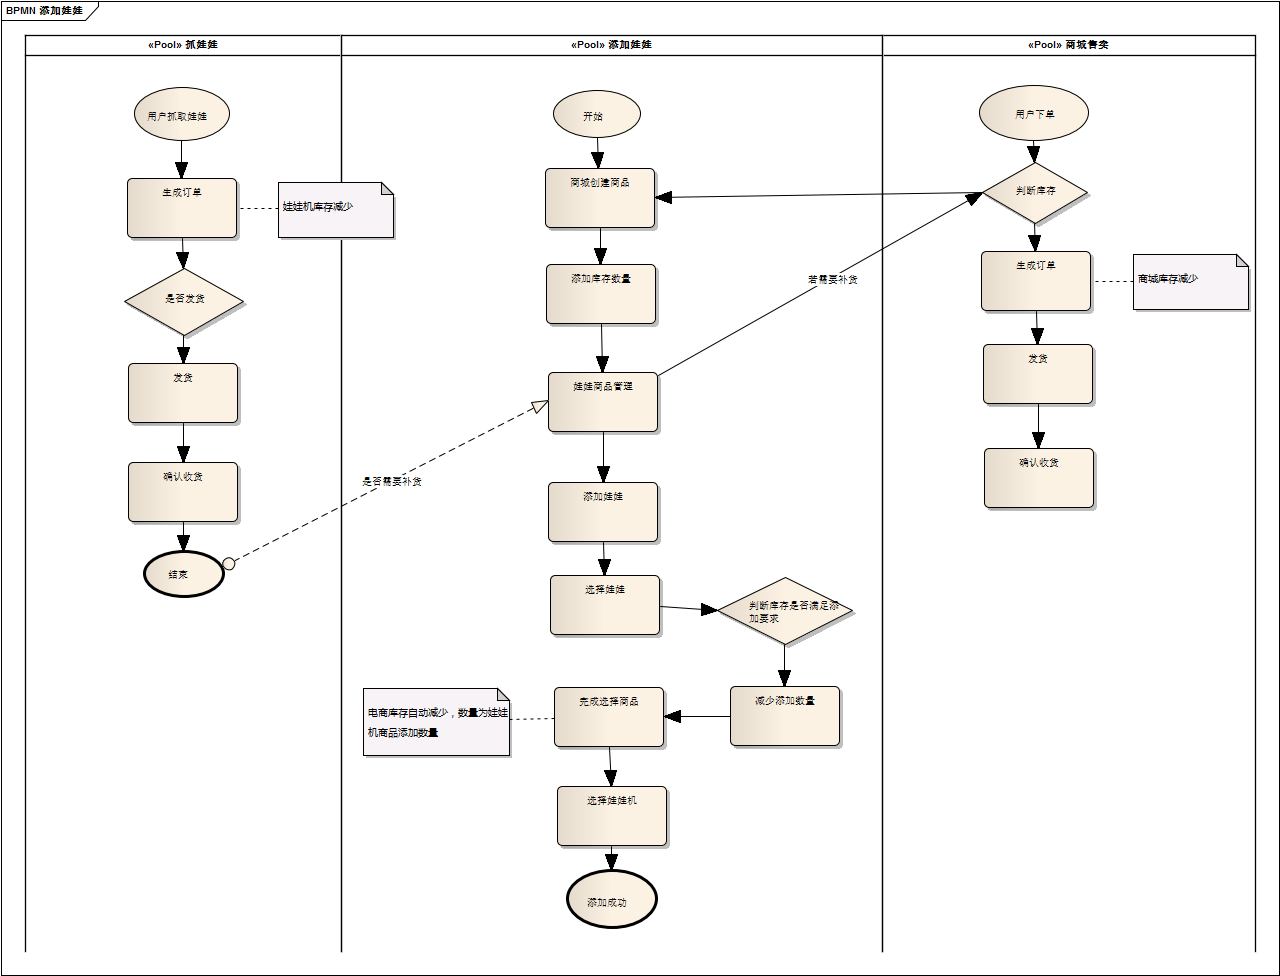 BPMN 添加娃娃
«Pool» 抓娃娃
«Pool» 添加娃娃
«Pool» 商城售卖
用户抓取娃娃
生成订单
娃娃机库存减少
是否发货
发货
确认收货
结束
是否需要补货
开始
商城创建商品
添加库存数量
娃娃商品管理
若需要补货
添加娃娃
选择娃娃
判断库存是否满足添
加要求
减少添加数量
完成选择商品
电商库存自动减少，数量为娃娃
机商品添加数量
选择娃娃机
添加成功
用户下单
判断库存
生成订单
商城库存减少
发货
确认收货